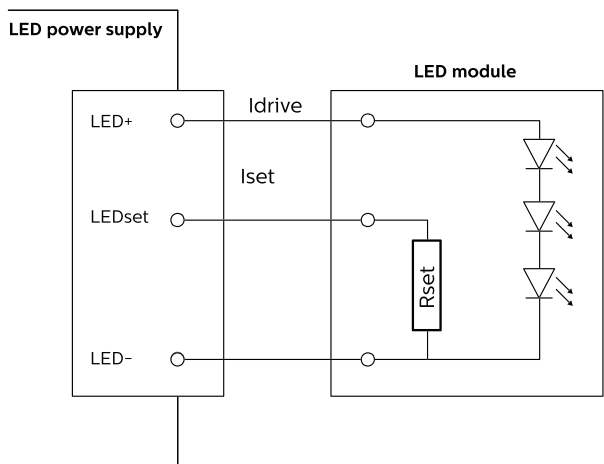 LED power supply
LED module
LED+
Idrive
Iset
LEDset
Rset
LED-